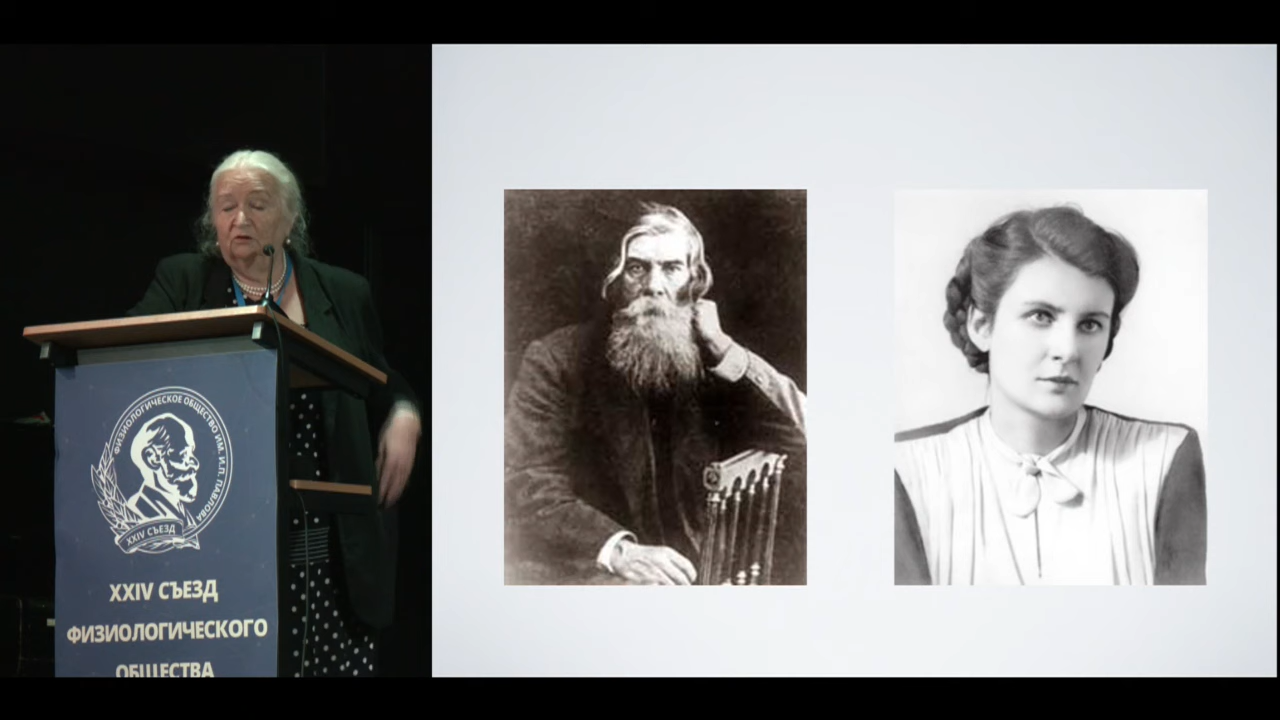 ФИЗИОЛОГИЧЕСКОЕ ОБЩЕСТВО ИМ. И.П. ПАВЛОВА
XXIV СЪЕЗД
XXIV СЪЕЗД
ФИЗИОЛОГИЧЕСКОГО
ОБЩЕСТВА